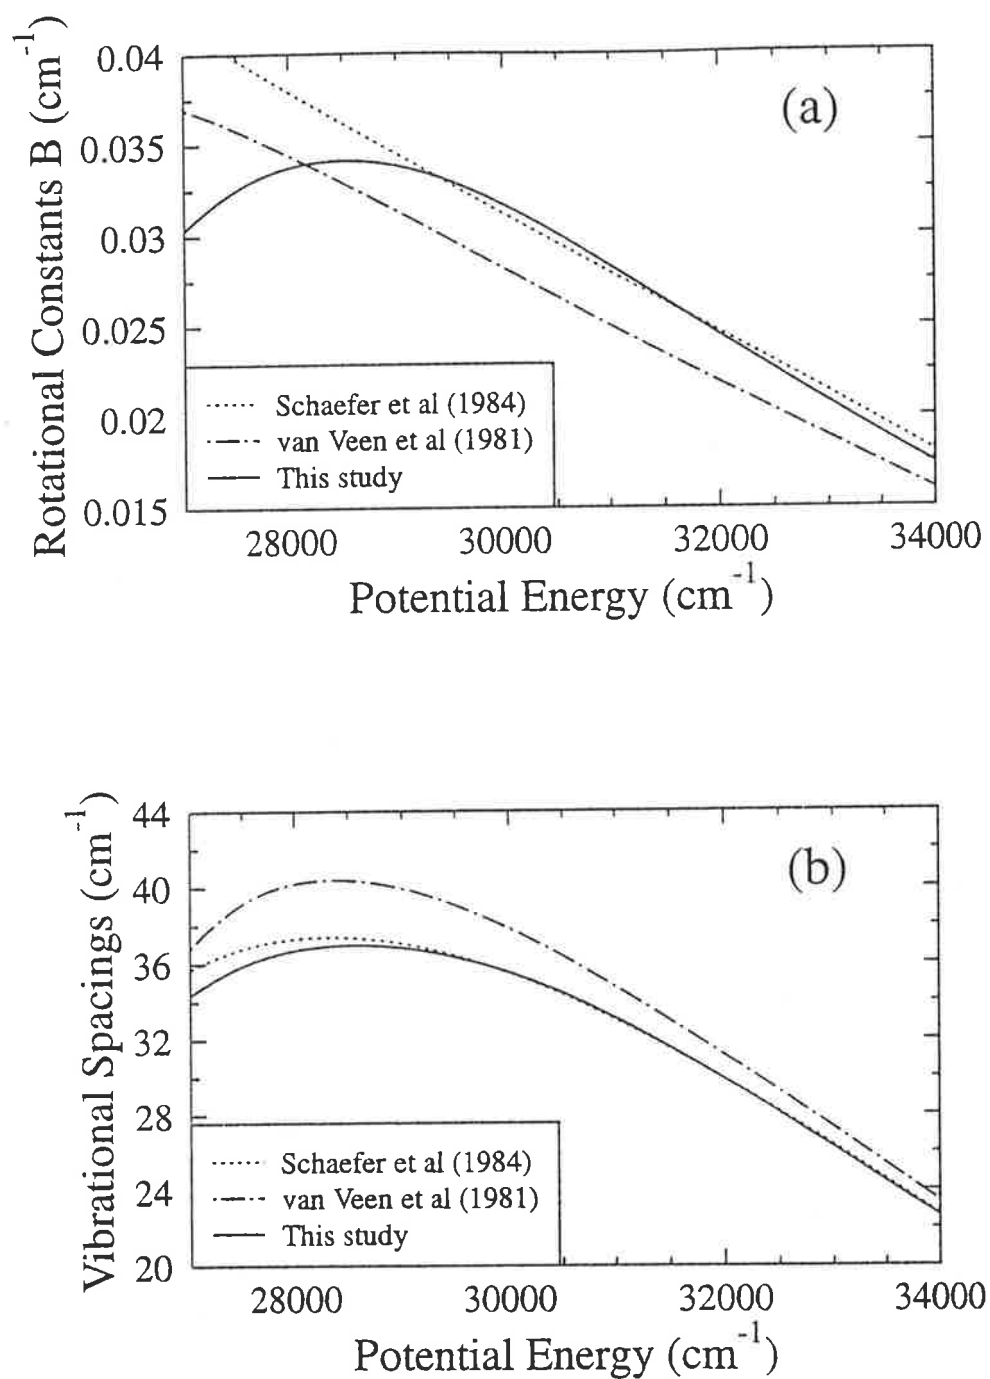 Rotational Constants B (cm⁻¹)
0.04
0.035
0.03
0.025
0.02
0.015
(a)
Schaefer et al (1984)
van Veen et al (1981)
This study
28000 30000 32000 34000
Potential Energy (cm⁻¹)
Vibrational Spacings (cm⁻¹)
44
40
36
32
28
24
20
(b)
Schaefer et al (1984)
van Veen et al (1981)
This study
28000 30000 32000 34000
Potential Energy (cm⁻¹)